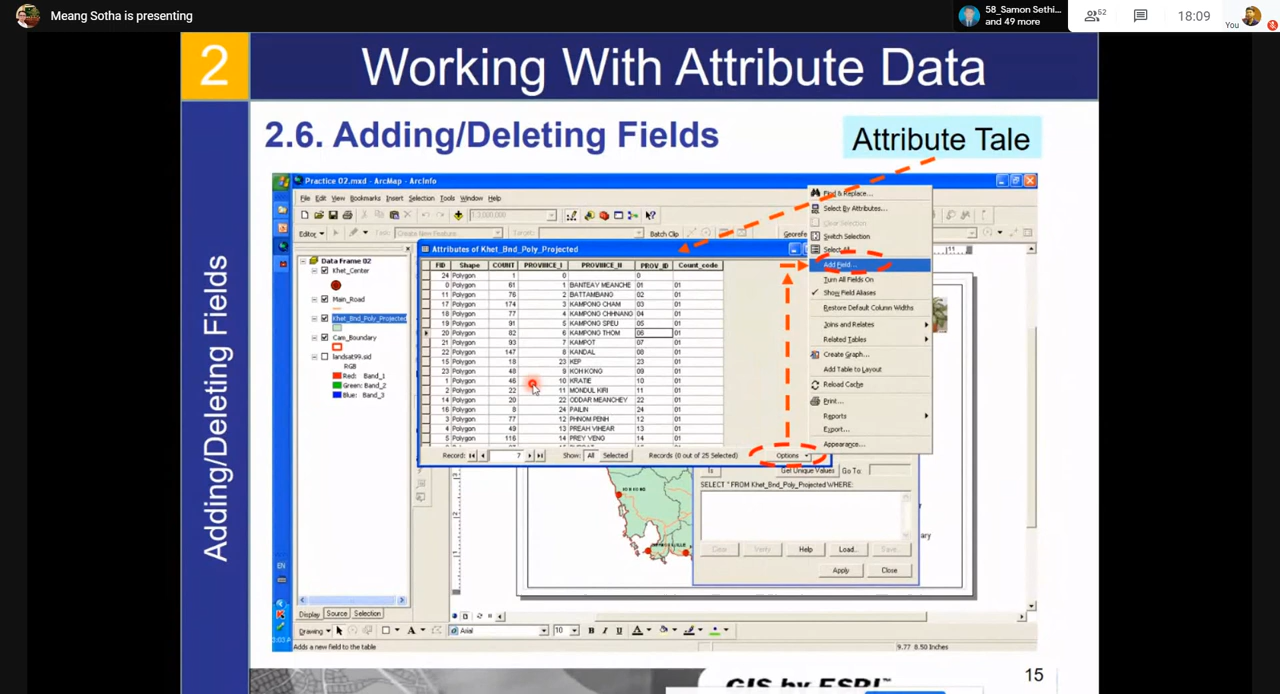 Meang Sotha is presenting
58_Samon Sethi...
and 49 more
52
18:09
You
2
Working With Attribute Data
Adding/Deleting Fields
2.6. Adding/Deleting Fields
Attribute Tale
Practice 02.mxd - ArcMap - ArcInfo
File Edit View Bookmarks Insert Selection Tools Window Help
Editor
Batch Clip
Data Frame 02
Khet_Center
Main_Road
Khet_Bnd_Poly_Projected
Cam_Boundary
landsat99.sid
RGB
Red: Band_1
Green: Band_2
Blue: Band_3
Attributes of Khet_Bnd_Poly_Projected
FID Shape COUNT PROVINCE_I PROVINCE_N PROV_ID Count_code
24 Polygon 1 0 0
0 Polygon 61 1 BANTEAY MEANCHE 01 01
11 Polygon 76 2 BATTAMBANG 02 01
17 Polygon 174 3 KAMPONG CHAM 03 01
18 Polygon 77 4 KAMPONG CHHNANG 04 01
19 Polygon 91 5 KAMPONG SPEU 05 01
20 Polygon 82 6 KAMPONG THOM 06 01
21 Polygon 93 7 KAMPOT 07 01
22 Polygon 147 8 KANDAL 08 01
15 Polygon 18 23 KEP 23 01
23 Polygon 48 9 KOH KONG 09 01
1 Polygon 46 10 KRATIE 10 01
2 Polygon 22 11 MONDUL KIRI 11 01
14 Polygon 20 22 ODDAR MEANCHEY 22 01
16 Polygon 8 24 PAILIN 24 01
3 Polygon 77 12 PHNOM PENH 12 01
4 Polygon 49 13 PREAH VIHEAR 13 01
5 Polygon 116 14 PREY VENG 14 01
Record: 7 Show: All Selected Records (0 out of 25 Selected) Options
Find & Replace...
Select By Attributes...
Clear Selection
Switch Selection
Select All
Add Field...
Turn All Fields On
Show Field Aliases
Restore Default Column Widths
Joins and Relates
Related Tables
Create Graph...
Add Table to Layout
Reload Cache
Print...
Reports
Export...
Appearance...
Is Get Unique Values Go To:
SELECT * FROM Khet_Bnd_Poly_Projected WHERE:
Clear Verify Help Load... Save...
Apply Close
EN
Display Source Selection
Drawing A Arial 10 B I U A
Adds a new field to the table
9.77 8.50 Inches
GIS by ESRI™
15